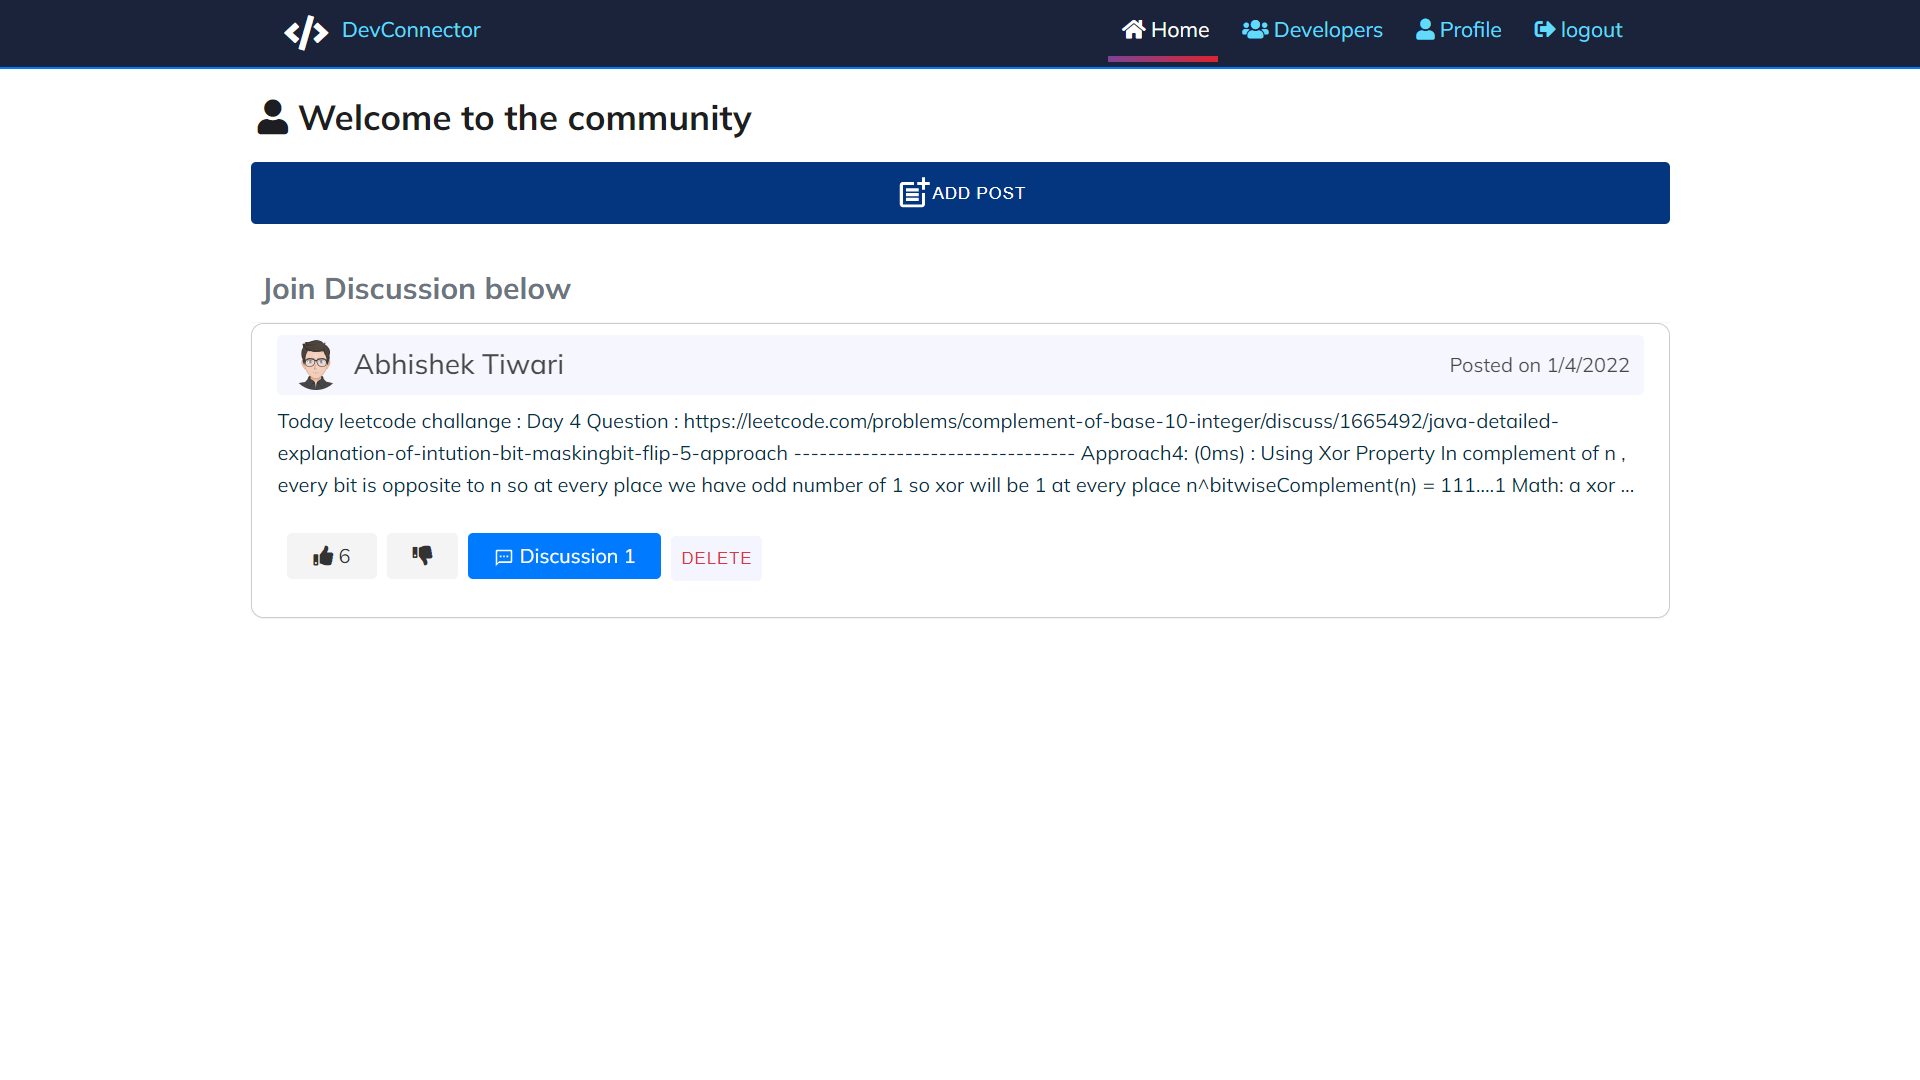 DevConnector
Home
Developers
Profile
logout
Welcome to the community
ADD POST
Join Discussion below
Abhishek Tiwari
Posted on 1/4/2022
Today leetcode challange : Day 4 Question : https://leetcode.com/problems/complement-of-base-10-integer/discuss/1665492/java-detailed-
explanation-of-intution-bit-maskingbit-flip-5-approach --------------------------------- Approach4: (0ms) : Using Xor Property In complement of n ,
every bit is opposite to n so at every place we have odd number of 1 so xor will be 1 at every place n^bitwiseComplement(n) = 111....1 Math: a xor ...
6
Discussion 1
DELETE